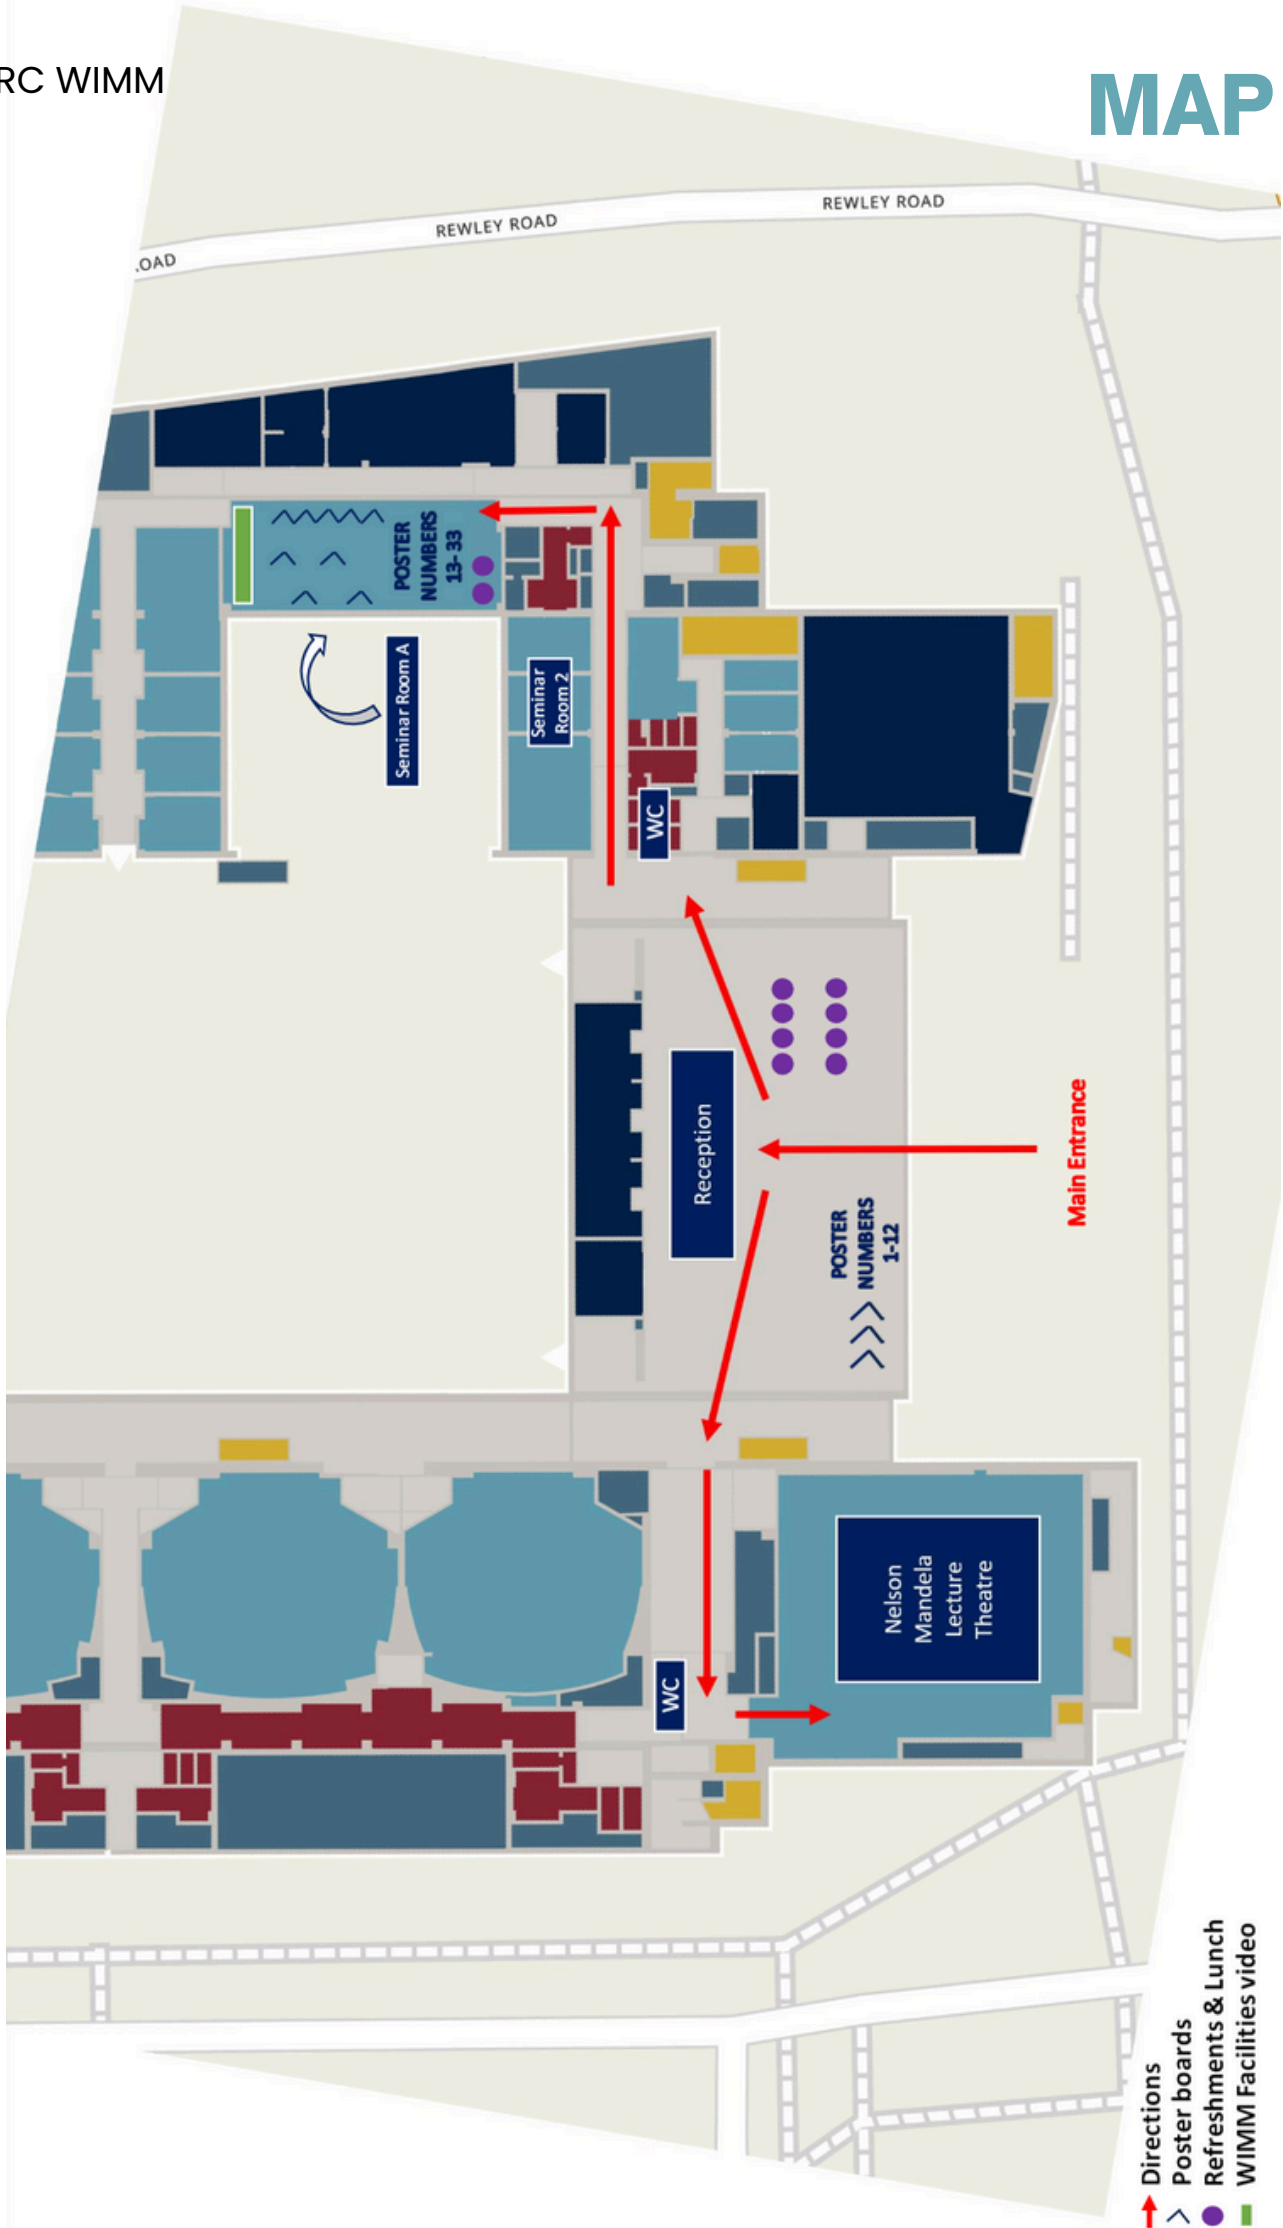 RC WIMM
MAP
REWLEY ROAD
REWLEY ROAD
OAD
POSTER
NUMBERS
13- 33
Seminar Room A
Seminar
Room 2
WC
Reception
Main Entrance
POSTER
NUMBERS
1-12
Nelson
Mandela
Lecture
Theatre
WC
Directions
Poster boards
Refreshments & Lunch
WIMM Facilities video